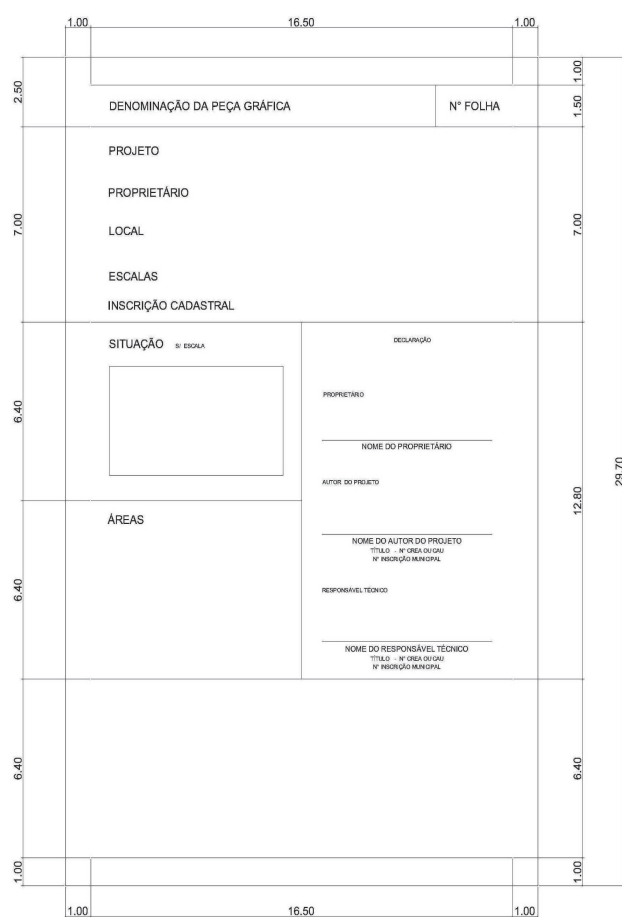 1.00 16.50 1.00
2.50
1.00
1.50
DENOMINAÇÃO DA PEÇA GRÁFICA
N° FOLHA
PROJETO
PROPRIETÁRIO
LOCAL
ESCALAS
INSCRIÇÃO CADASTRAL
7.00
7.00
SITUAÇÃO S/ ESCALA
6.40
ÁREAS
6.40
DECLARAÇÃO
PROPRIETÁRIO
NOME DO PROPRIETÁRIO
AUTOR DO PROJETO
NOME DO AUTOR DO PROJETO
TÍTULO - N° CREA OU CAU
N° INSCRIÇÃO MUNICIPAL
RESPONSÁVEL TÉCNICO
NOME DO RESPONSÁVEL TÉCNICO
TÍTULO - N° CREA OU CAU
N° INSCRIÇÃO MUNICIPAL
12.80
29.70
6.40
6.40
1.00
1.00
1.00 16.50 1.00